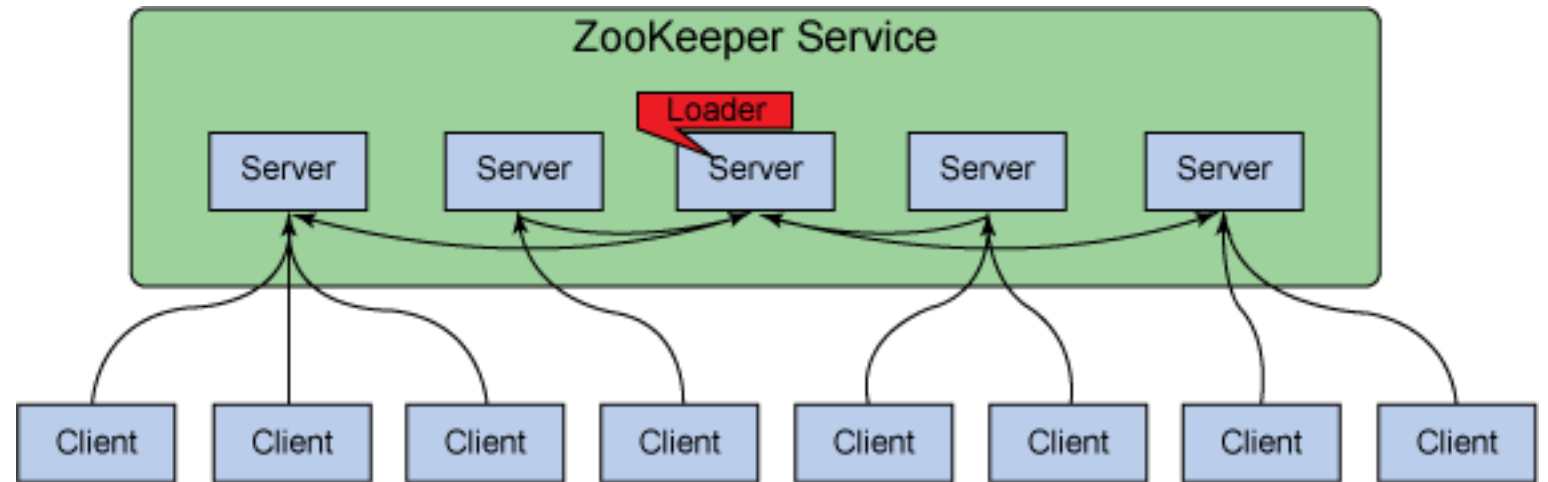 ZooKeeper Service
Loader
Server
Server
Server
Server
Server
Client
Client
Client
Client
Client
Client
Client
Client